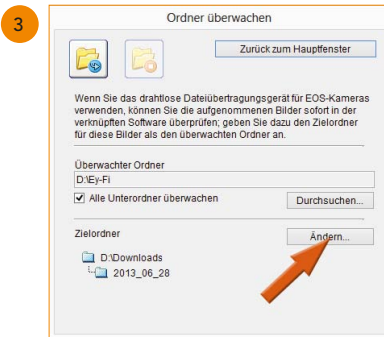 3
Ordner überwachen
Zurück zum Hauptfenster
Wenn Sie das drahtlose Dateiübertragungsgerät für EOS-Kameras
verwenden, können Sie die aufgenommenen Bilder sofort in der
verknüpften Software überprüfen; geben Sie dazu den Zielordner
für diese Bilder als den überwachten Ordner an.
Überwachter Ordner
D:\Ey-Fi
Alle Unterordner überwachen
Durchsuchen...
Zielordner
Ändern...
D:\Downloads
2013_06_28